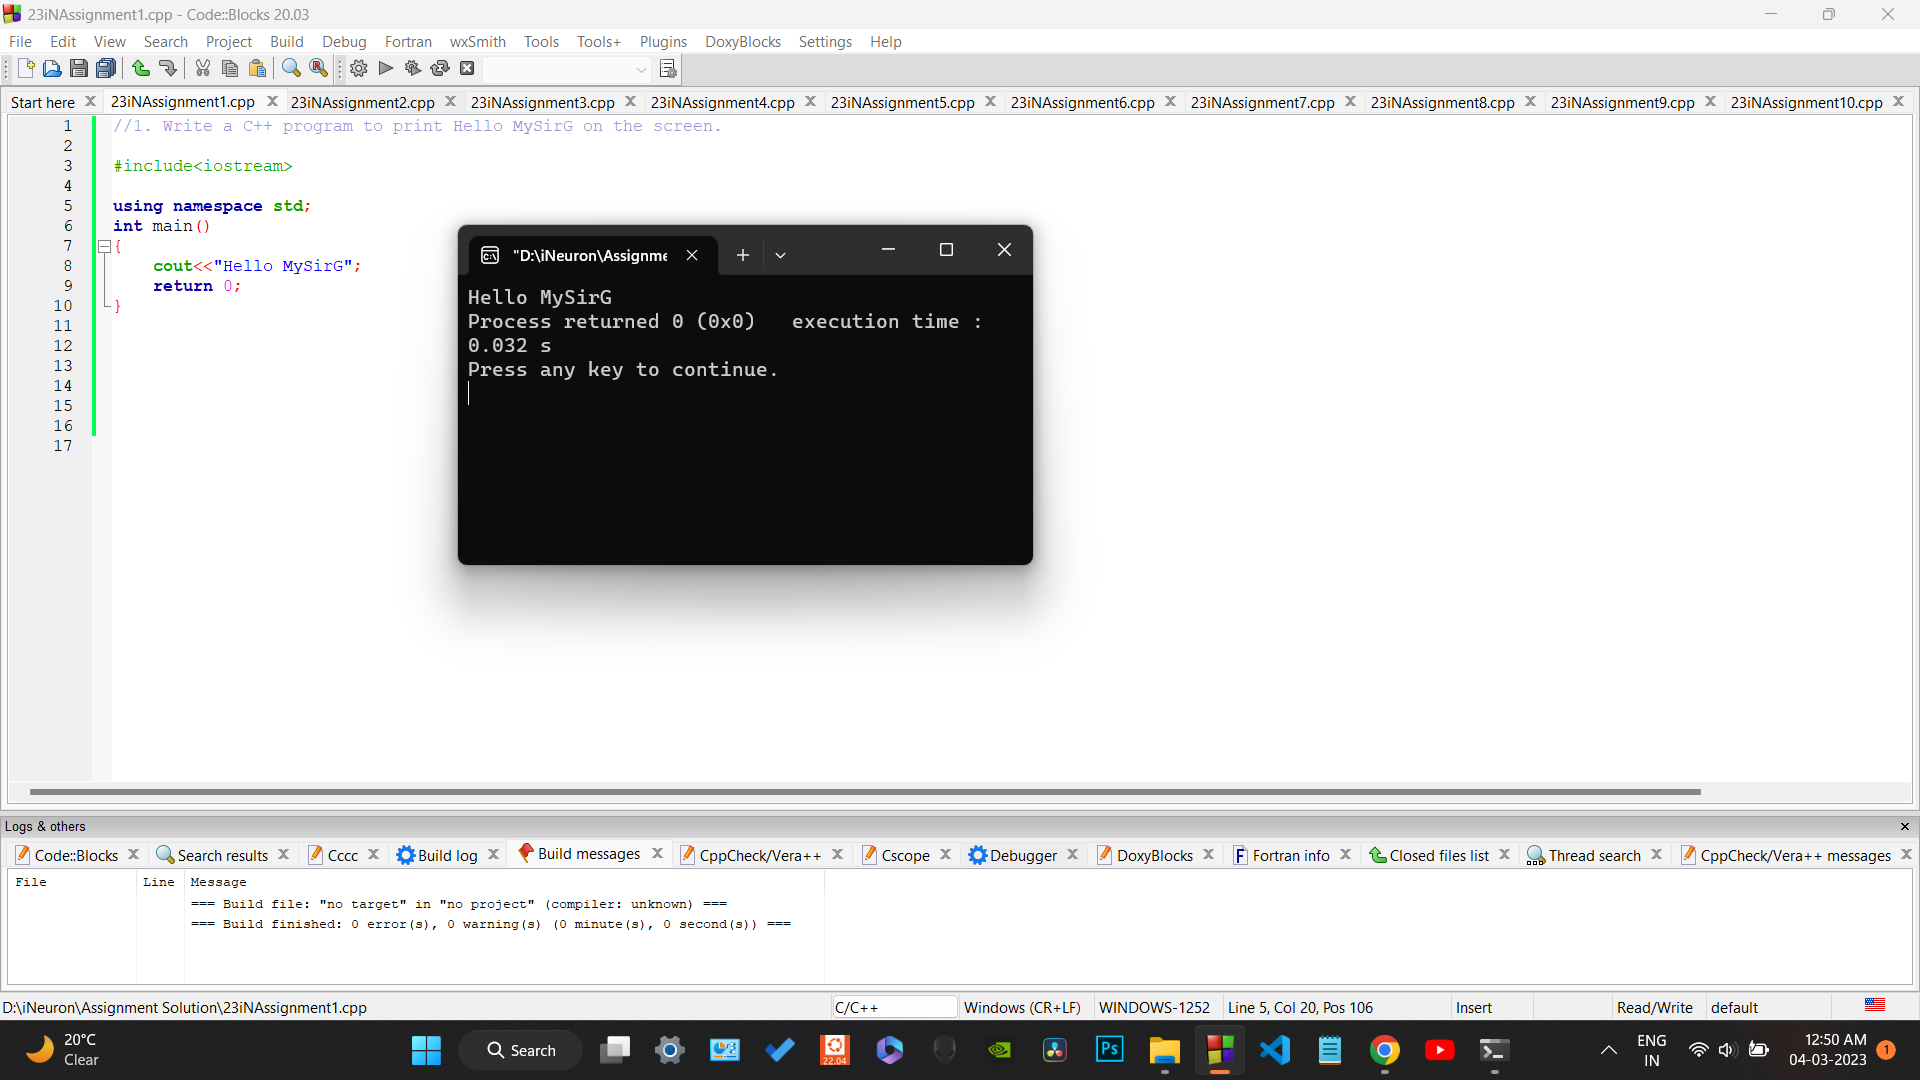 23iNAssignment1.cpp - Code::Blocks 20.03
File Edit View Search Project Build Debug Fortran wxSmith Tools Tools+ Plugins DoxyBlocks Settings Help
Start here 23iNAssignment1.cpp 23iNAssignment2.cpp 23iNAssignment3.cpp 23iNAssignment4.cpp 23iNAssignment5.cpp 23iNAssignment6.cpp 23iNAssignment7.cpp 23iNAssignment8.cpp 23iNAssignment9.cpp 23iNAssignment10.cpp
1 //1. Write a C++ program to print Hello MySirG on the screen.
2
3 #include<iostream>
4
5 using namespace std;
6 int main()
7 {
8 cout<<"Hello MySirG";
9 return 0;
10 }
11
12
13
14
15
16
17
"D:\iNeuron\Assignme
Hello MySirG
Process returned 0 (0x0)   execution time :
0.032 s
Press any key to continue.
Logs & others
Code::Blocks Search results Cccc Build log Build messages CppCheck/Vera++ Cscope Debugger DoxyBlocks Fortran info Closed files list Thread search CppCheck/Vera++ messages
File Line Message
=== Build file: "no target" in "no project" (compiler: unknown) ===
=== Build finished: 0 error(s), 0 warning(s) (0 minute(s), 0 second(s)) ===
D:\iNeuron\Assignment Solution\23iNAssignment1.cpp C/C++ Windows (CR+LF) WINDOWS-1252 Line 5, Col 20, Pos 106 Insert Read/Write default
20°C
Clear
Search
22.04
Ps
ENG
IN
12:50 AM
04-03-2023
1